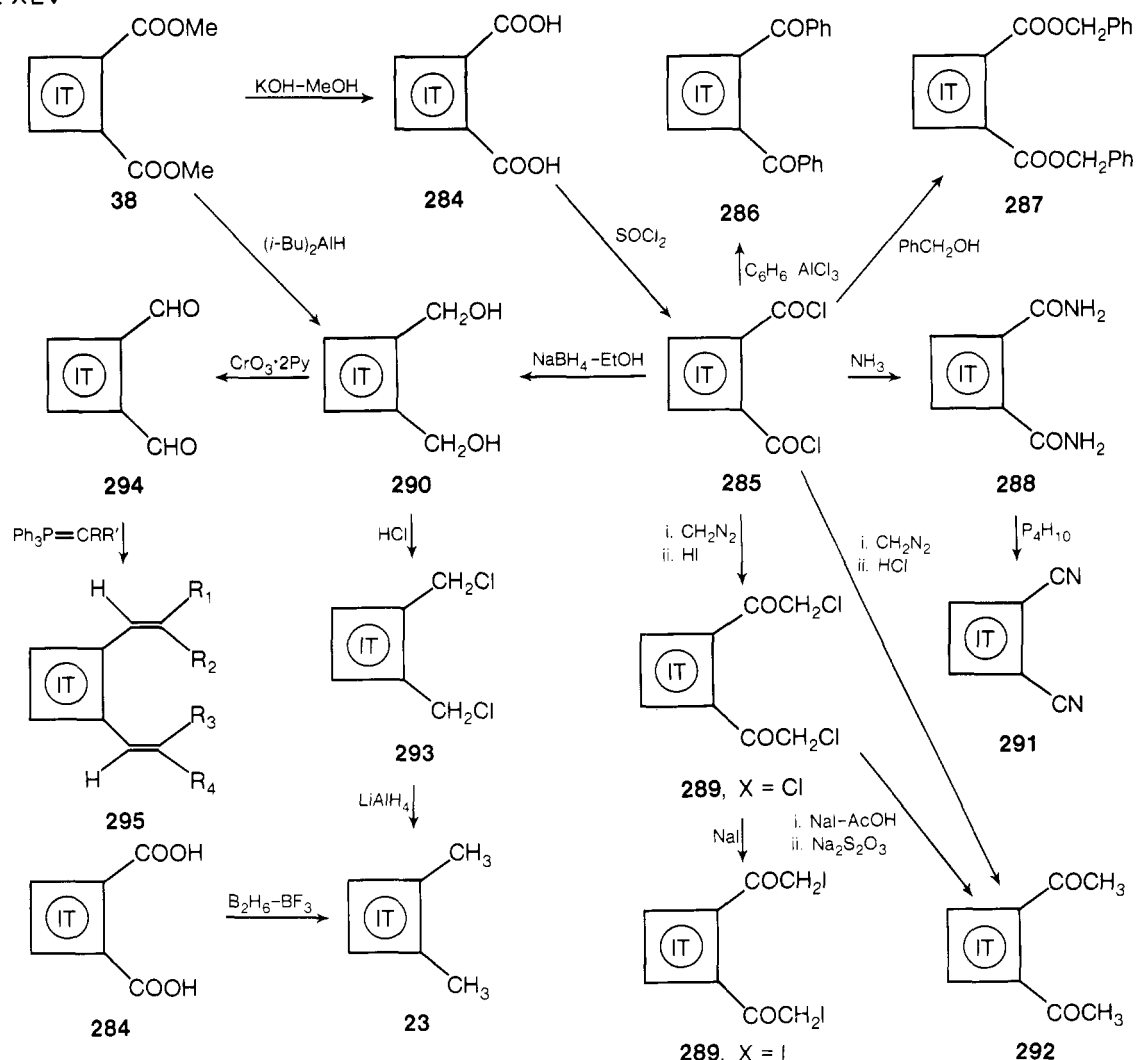 XLV
COOMe
IT
COOMe
38
KOH–MeOH
COOH
IT
COOH
284
COPh
IT
COPh
286
COOCH2Ph
IT
COOCH2Ph
287
(i-Bu)2AlH
SOCl2
C6H6 AlCl3
PhCH2OH
CHO
IT
CHO
294
CrO3•2Py
CH2OH
IT
CH2OH
290
NaBH4–EtOH
COCl
IT
COCl
285
NH3
CONH2
IT
CONH2
288
Ph3P=CRR'
HCl
i. CH2N2
ii. HI
i. CH2N2
ii. HCl
P4H10
H
R1
R2
IT
R3
H
R4
295
CH2Cl
IT
CH2Cl
293
COCH2Cl
IT
COCH2Cl
289, X = Cl
CN
IT
CN
291
LiAlH4
NaI
i. NaI–AcOH
ii. Na2S2O3
COOH
IT
COOH
284
B2H6–BF3
CH3
IT
CH3
23
COCH2I
IT
COCH2I
289, X = I
COCH3
IT
COCH3
292